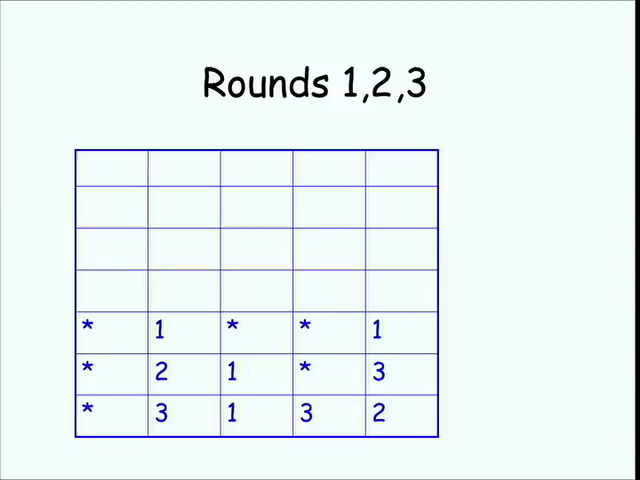 Rounds 1,2,3
* 1 * * 1
* 2 1 * 3
* 3 1 3 2